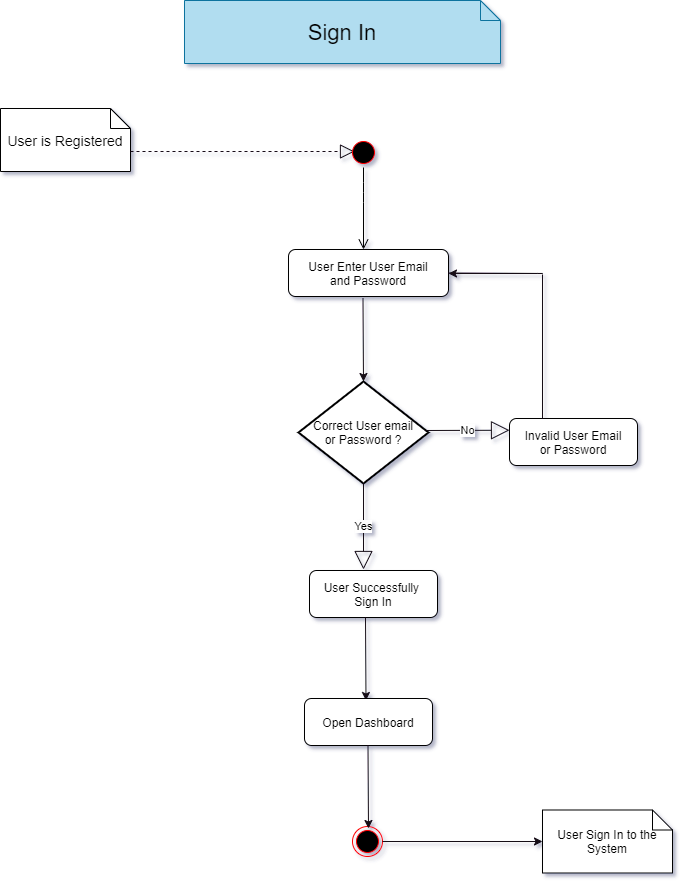 Sign In
User is Registered
User Enter User Email
and Password
Correct User email
or Password ?
No
Invalid User Email
or Password
Yes
User Successfully
Sign In
Open Dashboard
User Sign In to the
System